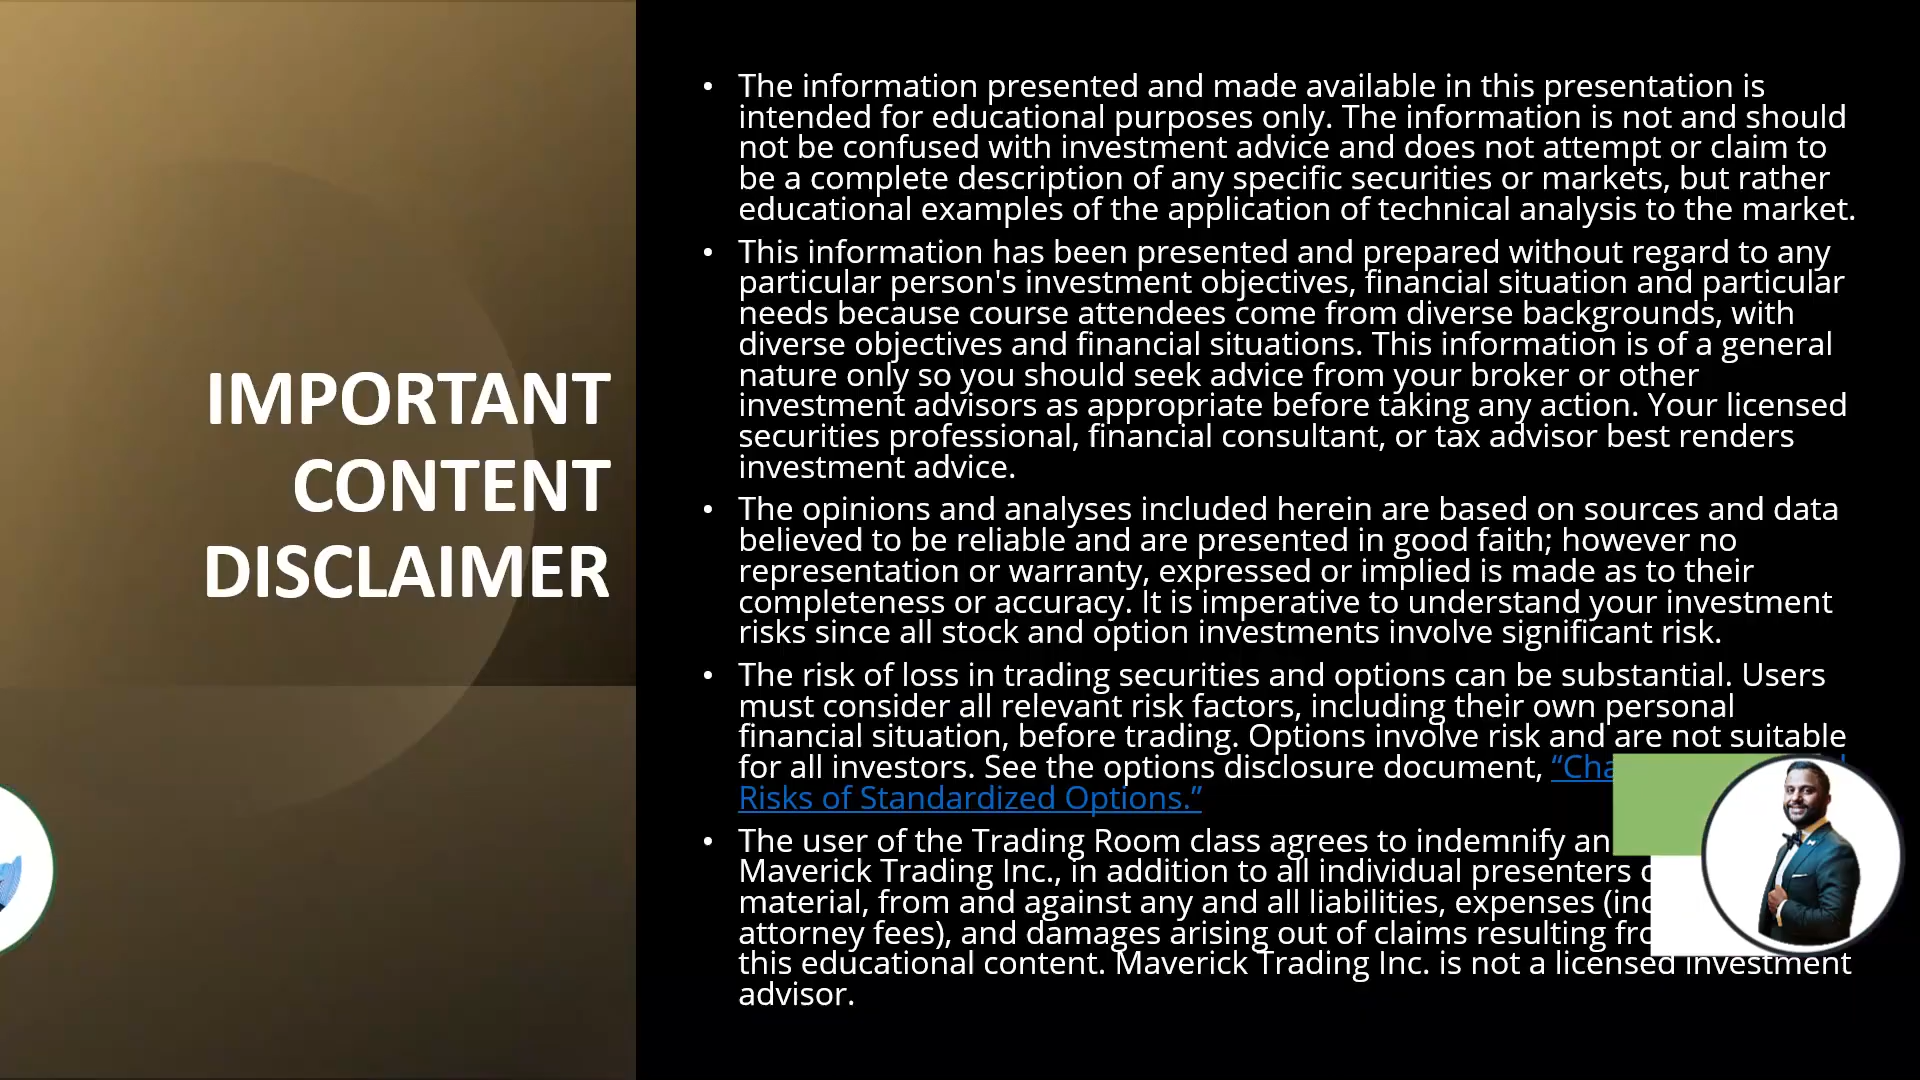 IMPORTANT
CONTENT
DISCLAIMER
• The information presented and made available in this presentation is
intended for educational purposes only. The information is not and should
not be confused with investment advice and does not attempt or claim to
be a complete description of any specific securities or markets, but rather
educational examples of the application of technical analysis to the market.
• This information has been presented and prepared without regard to any
particular person's investment objectives, financial situation and particular
needs because course attendees come from diverse backgrounds, with
diverse objectives and financial situations. This information is of a general
nature only so you should seek advice from your broker or other
investment advisors as appropriate before taking any action. Your licensed
securities professional, financial consultant, or tax advisor best renders
investment advice.
• The opinions and analyses included herein are based on sources and data
believed to be reliable and are presented in good faith; however no
representation or warranty, expressed or implied is made as to their
completeness or accuracy. It is imperative to understand your investment
risks since all stock and option investments involve significant risk.
• The risk of loss in trading securities and options can be substantial. Users
must consider all relevant risk factors, including their own personal
financial situation, before trading. Options involve risk and are not suitable
for all investors. See the options disclosure document,
Risks of Standardized Options.”
• The user of the Trading Room class agrees to indemnify
Maverick Trading Inc., in addition to all individual presenters
material, from and against any and all liabilities, expenses
attorney fees), and damages arising out of claims resulting
this educational content. Maverick Trading Inc. is not a licensed investment
advisor.